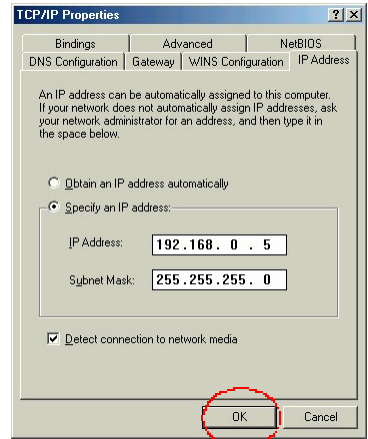 TCP/IP Properties
Bindings Advanced NetBIOS
DNS Configuration Gateway WINS Configuration IP Address
An IP address can be automatically assigned to this computer.
If your network does not automatically assign IP addresses, ask
your network administrator for an address, and then type it in
the space below.
Obtain an IP address automatically
Specify an IP address:
IP Address: 192.168. 0 . 5
Subnet Mask: 255.255.255. 0
Detect connection to network media
OK Cancel